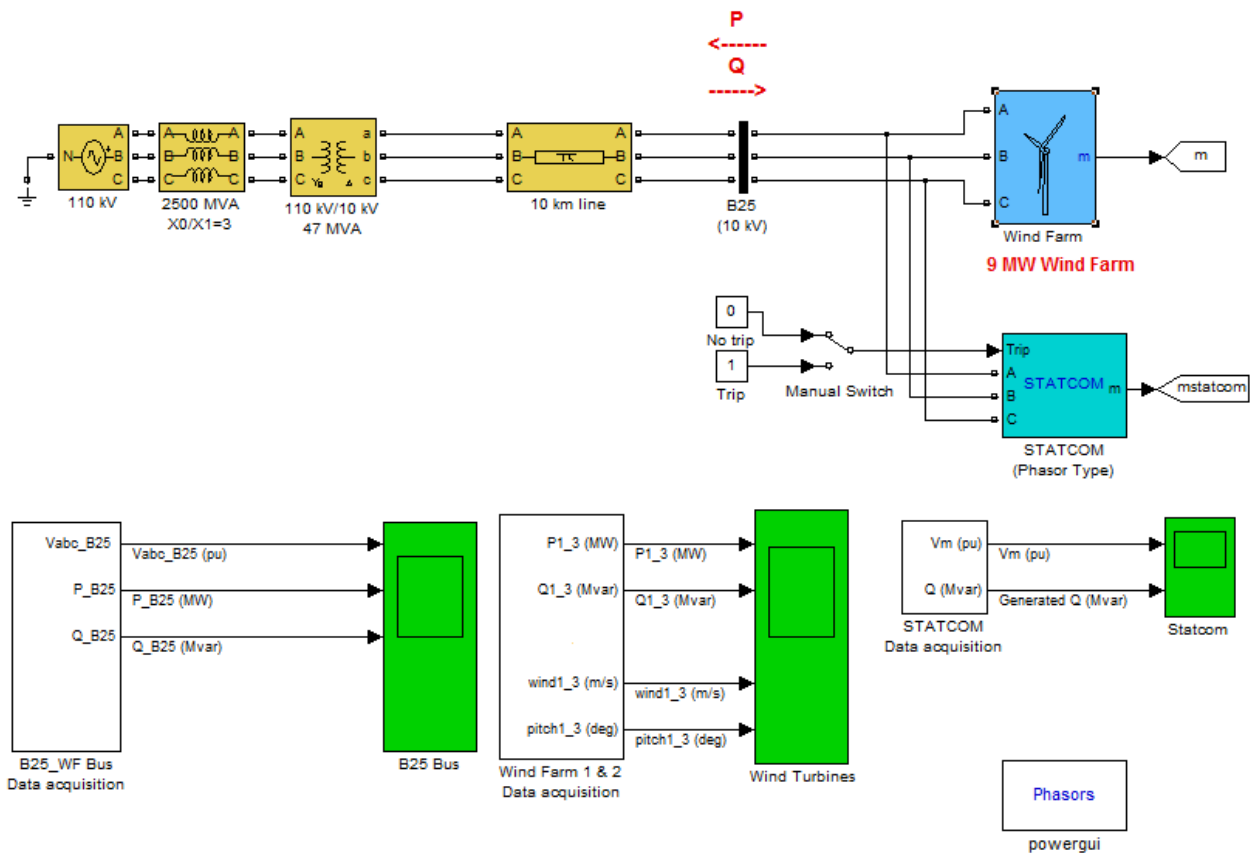 P
<------
Q
------>
N
A
B
C
110 kV
A
B
C
A
B
C
2500 MVA
X0/X1=3
A
B
C
Yg
Δ
a
b
c
110 kV/10 kV
47 MVA
A
B
C
A
B
C
10 km line
B25
(10 kV)
A
B
C
m
Wind Farm
9 MW Wind Farm
m
0
No trip
1
Trip
Manual Switch
Trip
A
B
C
STATCOM
m
STATCOM
(Phasor Type)
mstatcom
Vabc_B25
P_B25
Q_B25
Vabc_B25 (pu)
P_B25 (MW)
Q_B25 (Mvar)
B25_WF Bus
Data acquisition
B25 Bus
P1_3 (MW)
Q1_3 (Mvar)
wind1_3 (m/s)
pitch1_3 (deg)
P1_3 (MW)
Q1_3 (Mvar)
wind1_3 (m/s)
pitch1_3 (deg)
Wind Farm 1 & 2
Data acquisition
Wind Turbines
Vm (pu)
Q (Mvar)
Vm (pu)
Generated Q (Mvar)
STATCOM
Data acquisition
Statcom
Phasors
powergui